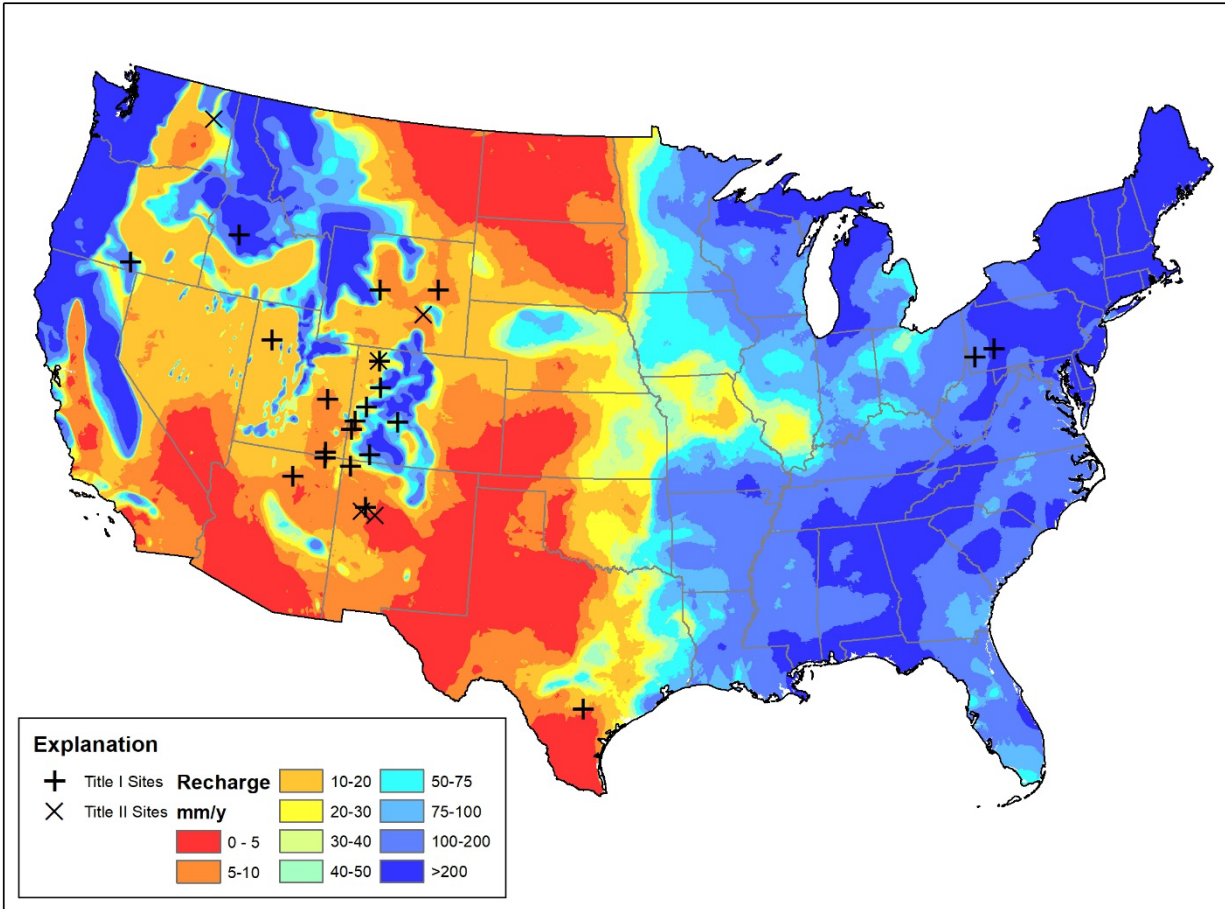 Explanation
Title I Sites
Title II Sites
Recharge
mm/y
0 - 5
5-10
10-20
20-30
30-40
40-50
50-75
75-100
100-200
>200